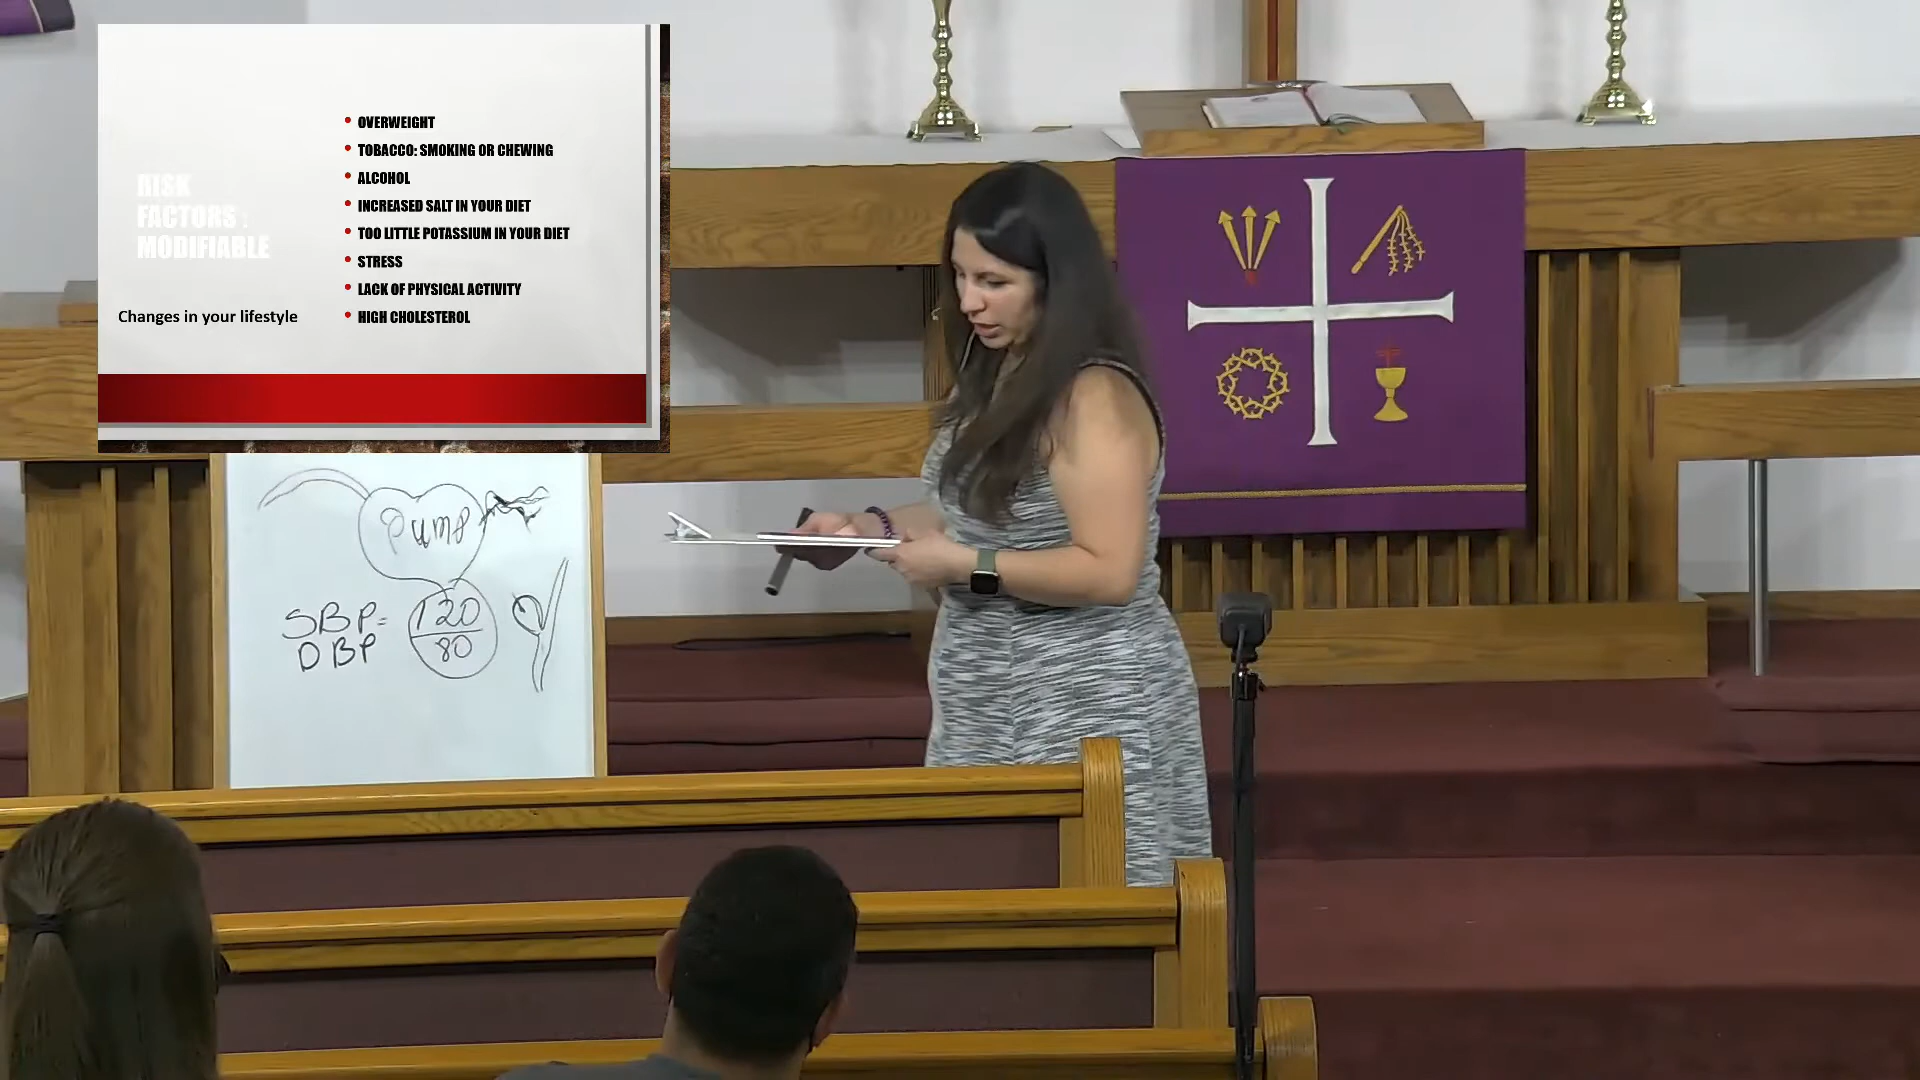 RISK
FACTORS :
MODIFIABLE
Changes in your lifestyle
• OVERWEIGHT
• TOBACCO: SMOKING OR CHEWING
• ALCOHOL
• INCREASED SALT IN YOUR DIET
• TOO LITTLE POTASSIUM IN YOUR DIET
• STRESS
• LACK OF PHYSICAL ACTIVITY
• HIGH CHOLESTEROL
Pump
SBP= 120
DBP 80